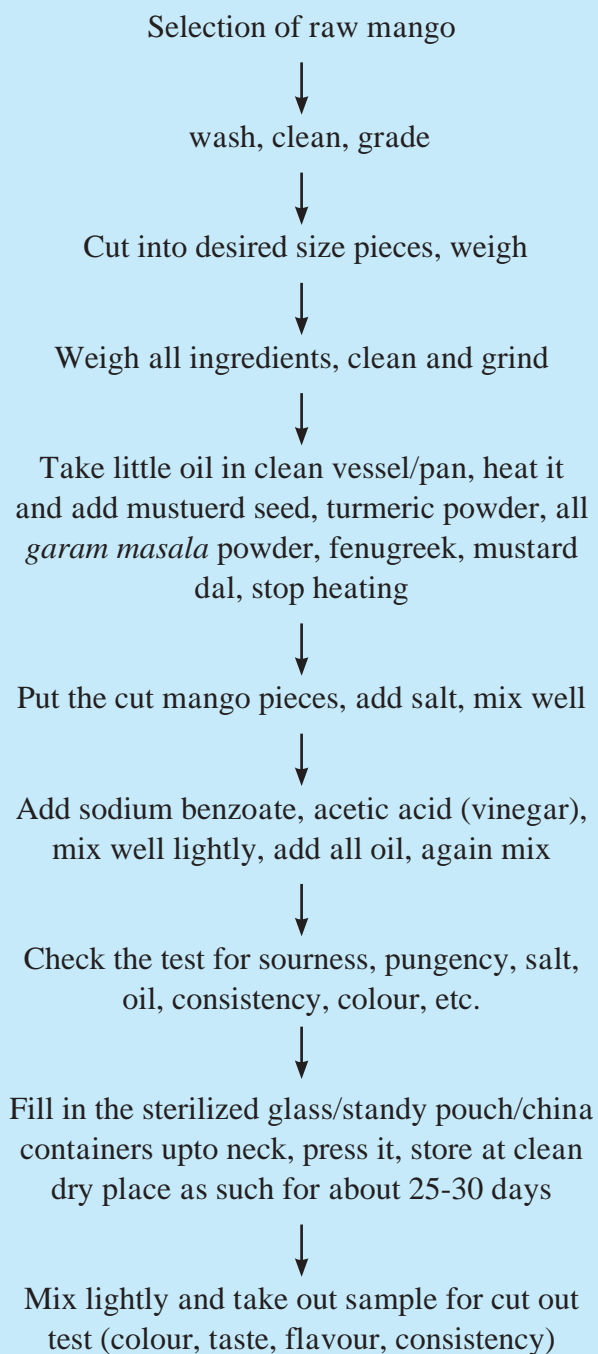 Selection of raw mango
wash, clean, grade
Cut into desired size pieces, weigh
Weigh all ingredients, clean and grind
Take little oil in clean vessel/pan, heat it
and add mustuerd seed, turmeric powder, all
garam masala powder, fenugreek, mustard
dal, stop heating
Put the cut mango pieces, add salt, mix well
Add sodium benzoate, acetic acid (vinegar),
mix well lightly, add all oil, again mix
Check the test for sourness, pungency, salt,
oil, consistency, colour, etc.
Fill in the sterilized glass/standy pouch/china
containers upto neck, press it, store at clean
dry place as such for about 25-30 days
Mix lightly and take out sample for cut out
test (colour, taste, flavour, consistency)